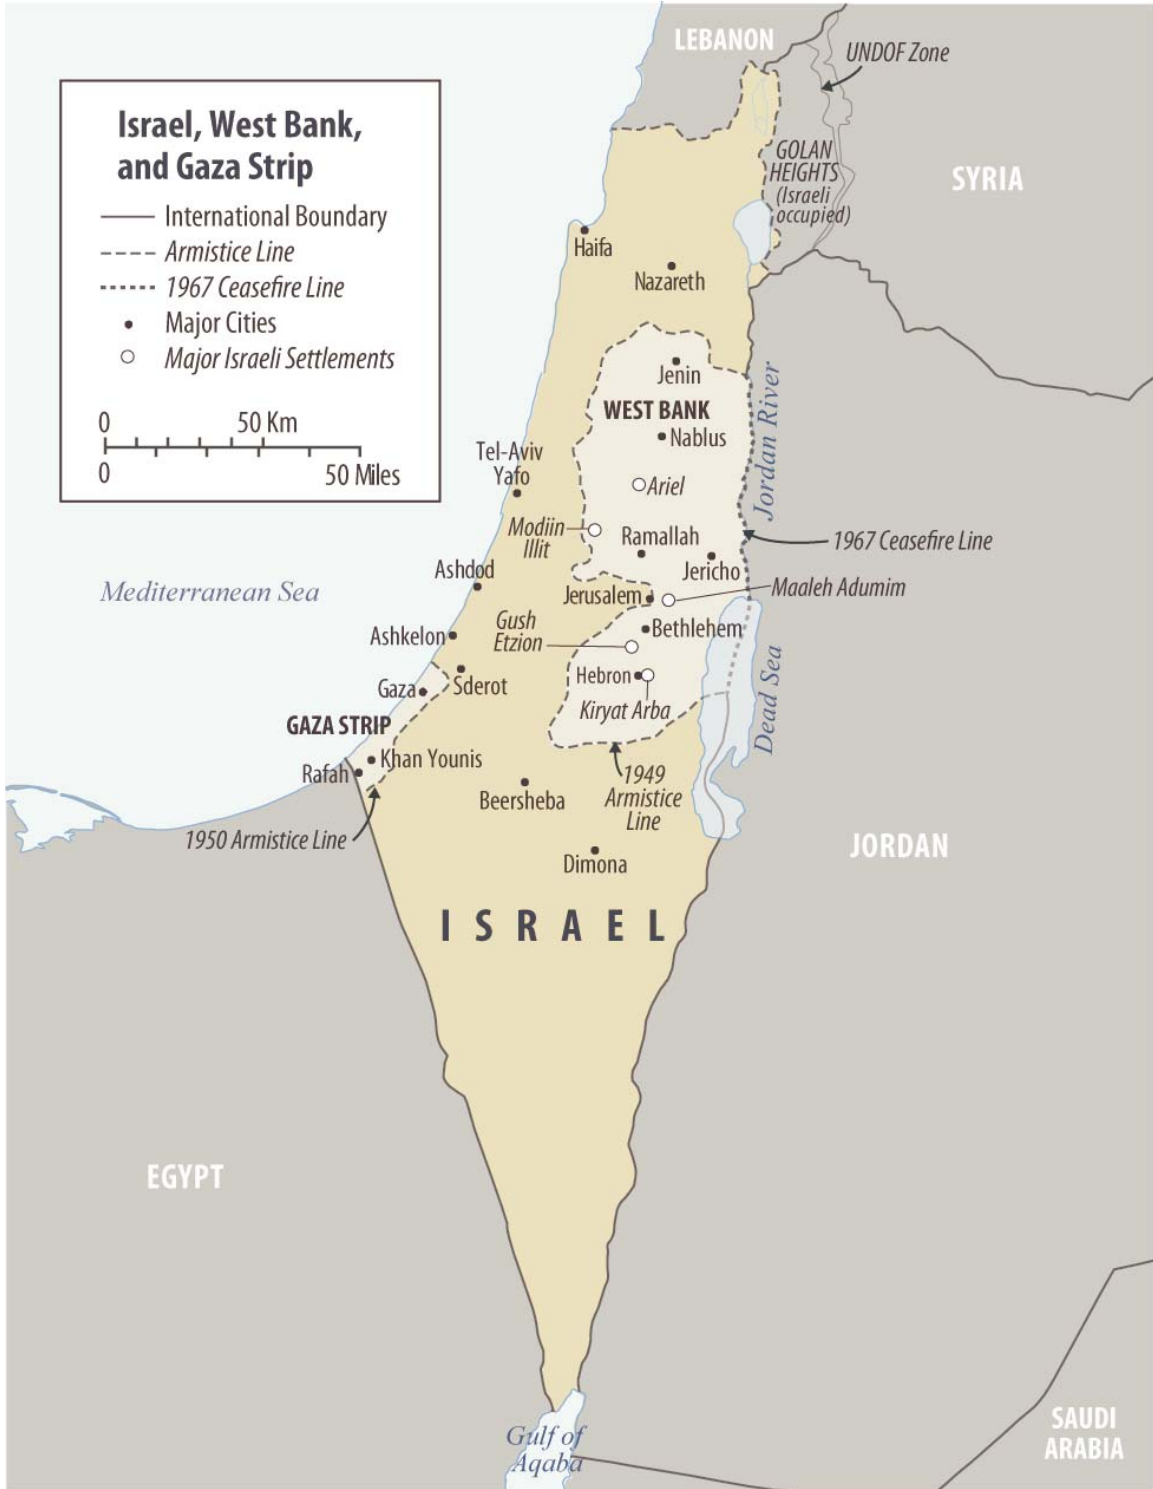 LEBANON
UNDOF Zone
Israel, West Bank,
and Gaza Strip
International Boundary
Armistice Line
1967 Ceasefire Line
Major Cities
Major Israeli Settlements
0
50 Km
0
50 Miles
GOLAN
HEIGHTS
(Israeli
occupied)
SYRIA
Haifa
Nazareth
Jenin
WEST BANK
Nablus
Jordan River
Tel-Aviv
Yafo
Ariel
Modiin
Illit
Ramallah
1967 Ceasefire Line
Jericho
Ashdod
Mediterranean Sea
Jerusalem
Maaleh Adumim
Gush
Etzion
Bethlehem
Ashkelon
Hebron
Sderot
Gaza
Kiryat Arba
Dead Sea
GAZA STRIP
Khan Younis
Rafah
1949
Armistice
Line
Beersheba
1950 Armistice Line
JORDAN
Dimona
ISRAEL
EGYPT
SAUDI
ARABIA
Gulf of
Aqaba